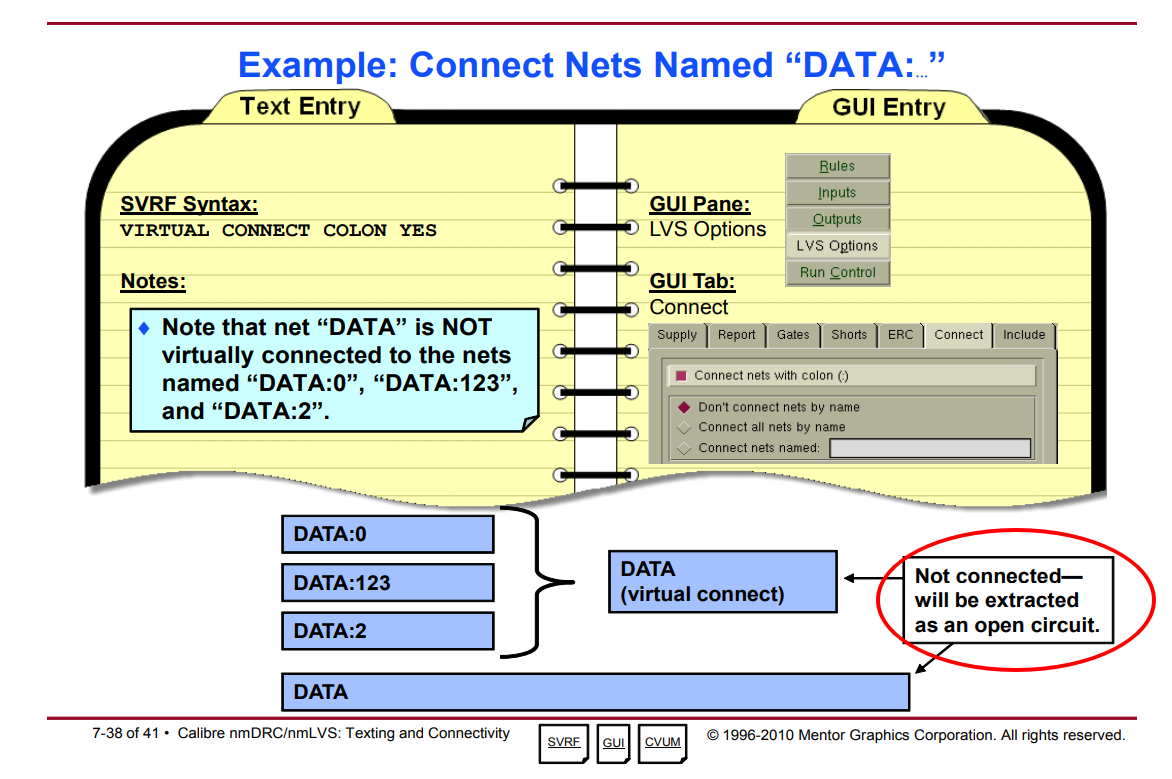 Example: Connect Nets Named “DATA:...”
Text Entry
GUI Entry
SVRF Syntax:
VIRTUAL CONNECT COLON YES
Notes:
♦ Note that net “DATA” is NOT
virtually connected to the nets
named “DATA:0”, “DATA:123”,
and “DATA:2”.
GUI Pane:
LVS Options
Rules
Inputs
Outputs
LVS Options
Run Control
GUI Tab:
Connect
Supply Report Gates Shorts ERC Connect Include
Connect nets with colon (:)
Don't connect nets by name
Connect all nets by name
Connect nets named:
DATA:0
DATA:123
DATA:2
DATA
(virtual connect)
Not connected—
will be extracted
as an open circuit.
DATA
7-38 of 41 • Calibre nmDRC/nmLVS: Texting and Connectivity
SVRF
GUI
CVUM
© 1996-2010 Mentor Graphics Corporation. All rights reserved.